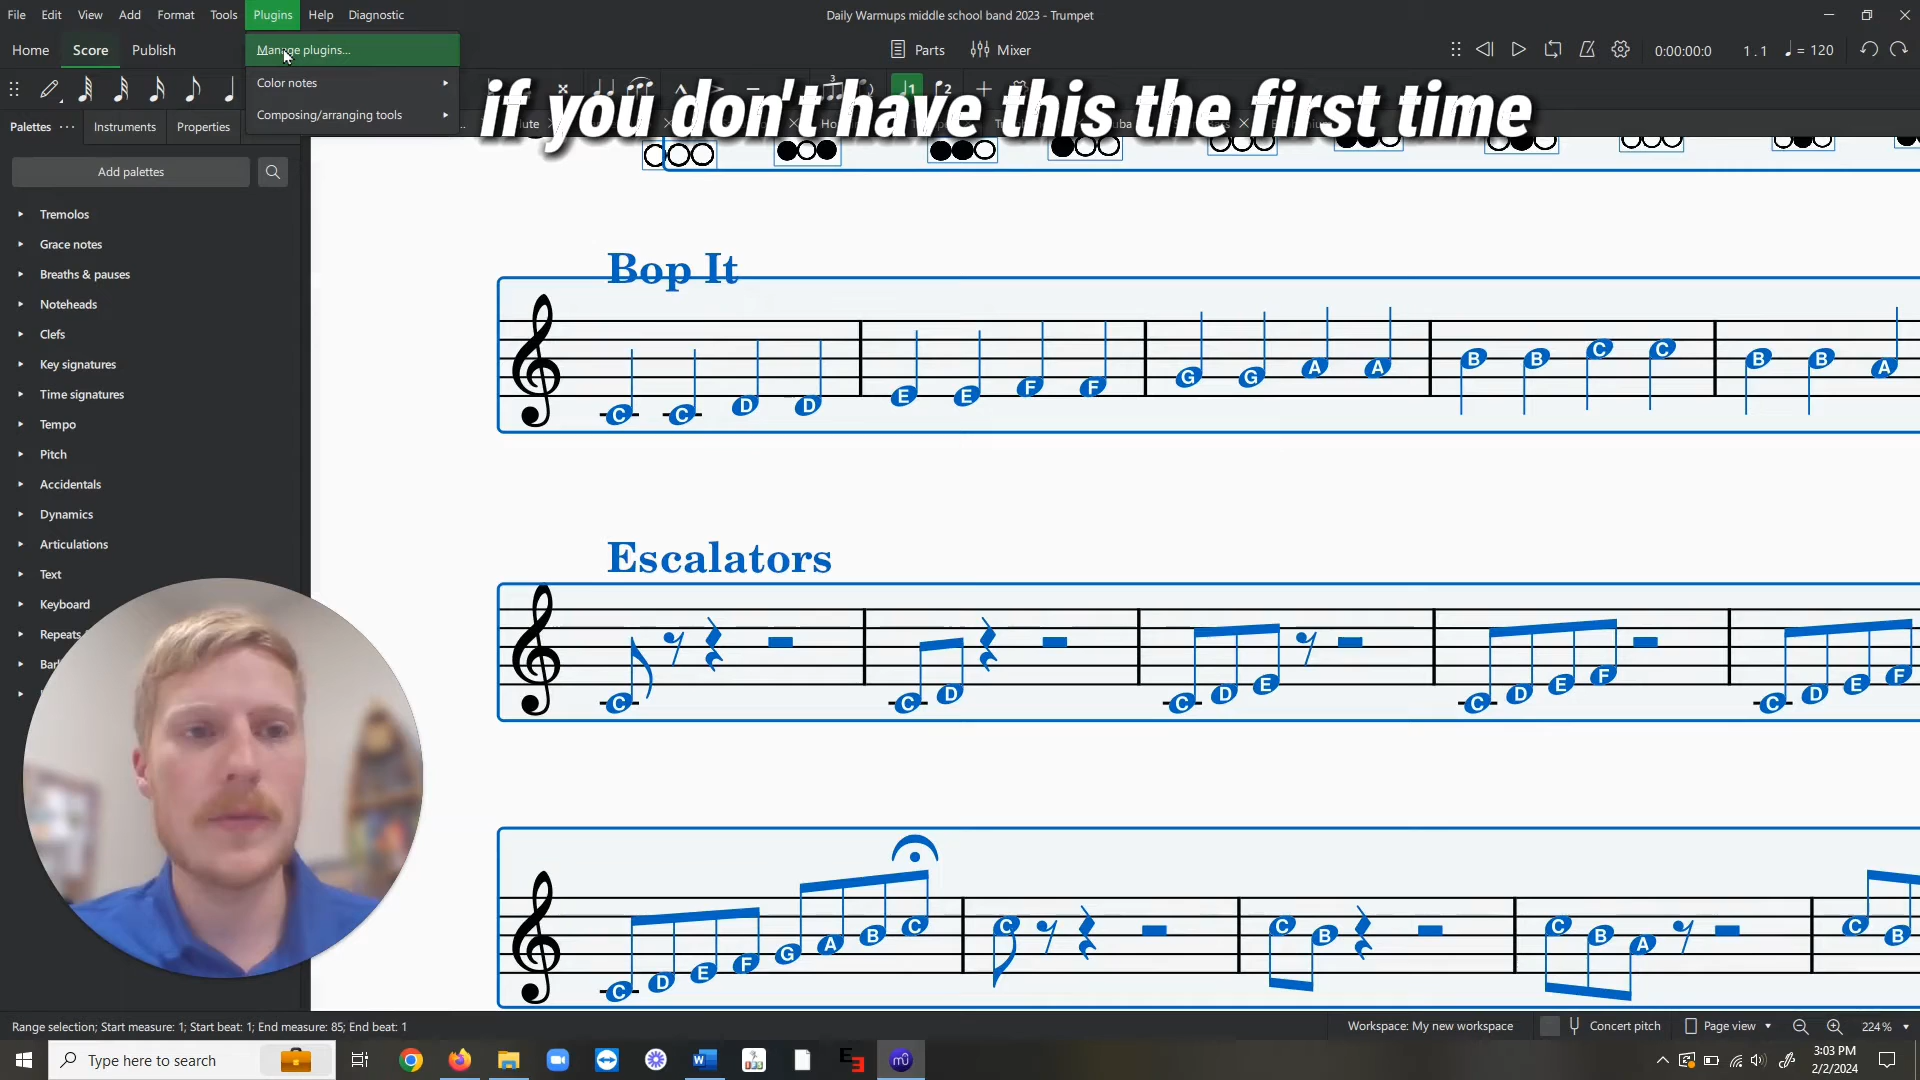 File Edit View Add Format Tools Plugins Help Diagnostic
Daily Warmups middle school band 2023 - Trumpet
Home Score Publish
Manage plugins...
Parts Mixer
0:00:00:0 1 . 1 = 120
Color notes
Composing/arranging tools
if you don't have this the first time
Palettes Instruments Properties
Add palettes
Tremolos
Grace notes
Breaths & pauses
Noteheads
Clefs
Key signatures
Time signatures
Tempo
Pitch
Accidentals
Dynamics
Articulations
Text
Keyboard
Repeats
Bop It
C C D D E E F F G G A A B B C C B B A
Escalators
C C D C D E C D E F C D E F
C D E F G A B C C C B C B A C B
Range selection; Start measure: 1; Start beat: 1; End measure: 85; End beat: 1
Workspace: My new workspace Concert pitch Page view 224%
Type here to search
3:03 PM
2/2/2024